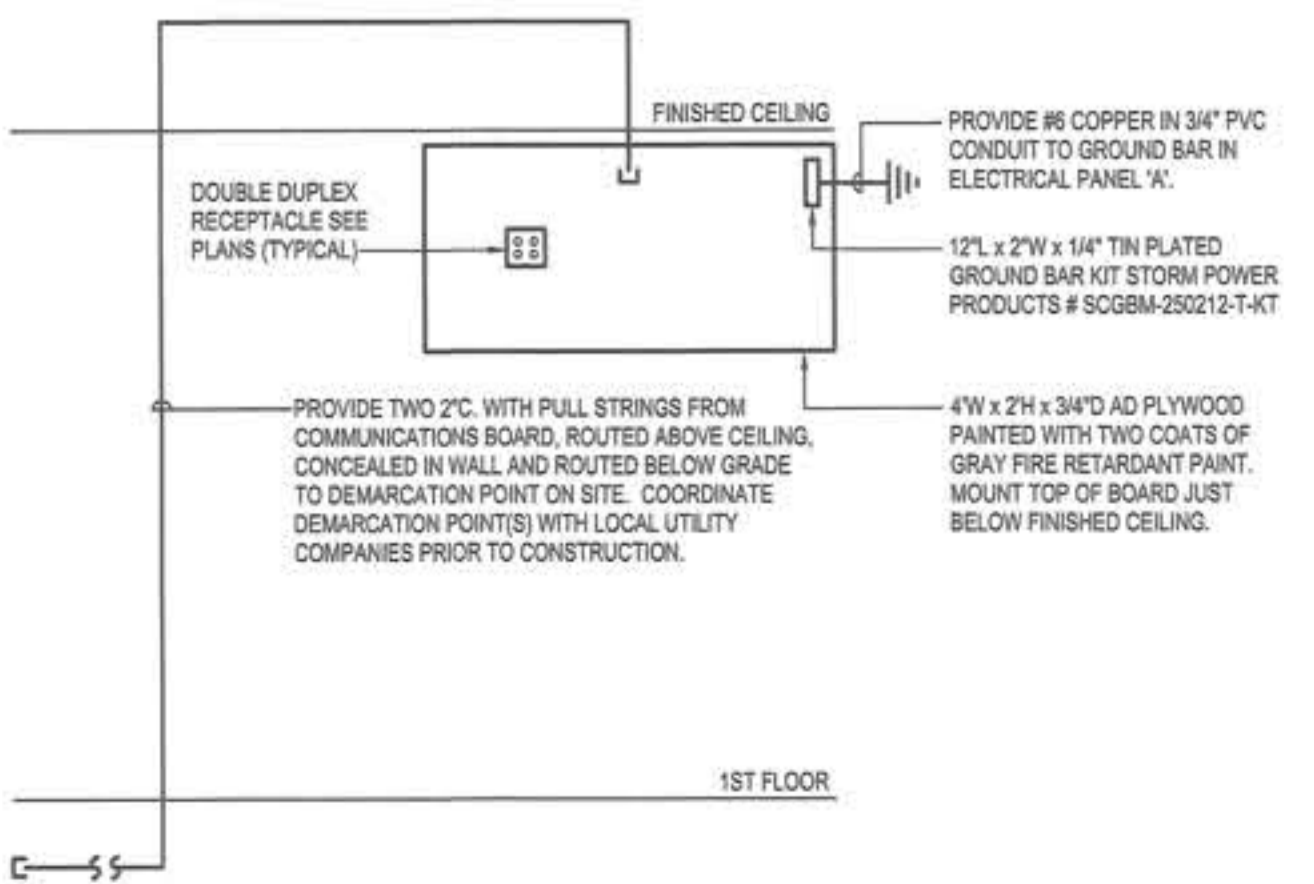 FINISHED CEILING
PROVIDE #6 COPPER IN 3/4" PVC
CONDUIT TO GROUND BAR IN
ELECTRICAL PANEL 'A'.
DOUBLE DUPLEX
RECEPTACLE SEE
PLANS (TYPICAL)
12"L x 2"W x 1/4" TIN PLATED
GROUND BAR KIT STORM POWER
PRODUCTS # SCGBM-250212-T-KT
PROVIDE TWO 2"C. WITH PULL STRINGS FROM
COMMUNICATIONS BOARD, ROUTED ABOVE CEILING,
CONCEALED IN WALL AND ROUTED BELOW GRADE
TO DEMARCATION POINT ON SITE. COORDINATE
DEMARCATION POINT(S) WITH LOCAL UTILITY
COMPANIES PRIOR TO CONSTRUCTION.
4'W x 2'H x 3/4"D AD PLYWOOD
PAINTED WITH TWO COATS OF
GRAY FIRE RETARDANT PAINT.
MOUNT TOP OF BOARD JUST
BELOW FINISHED CEILING.
1ST FLOOR